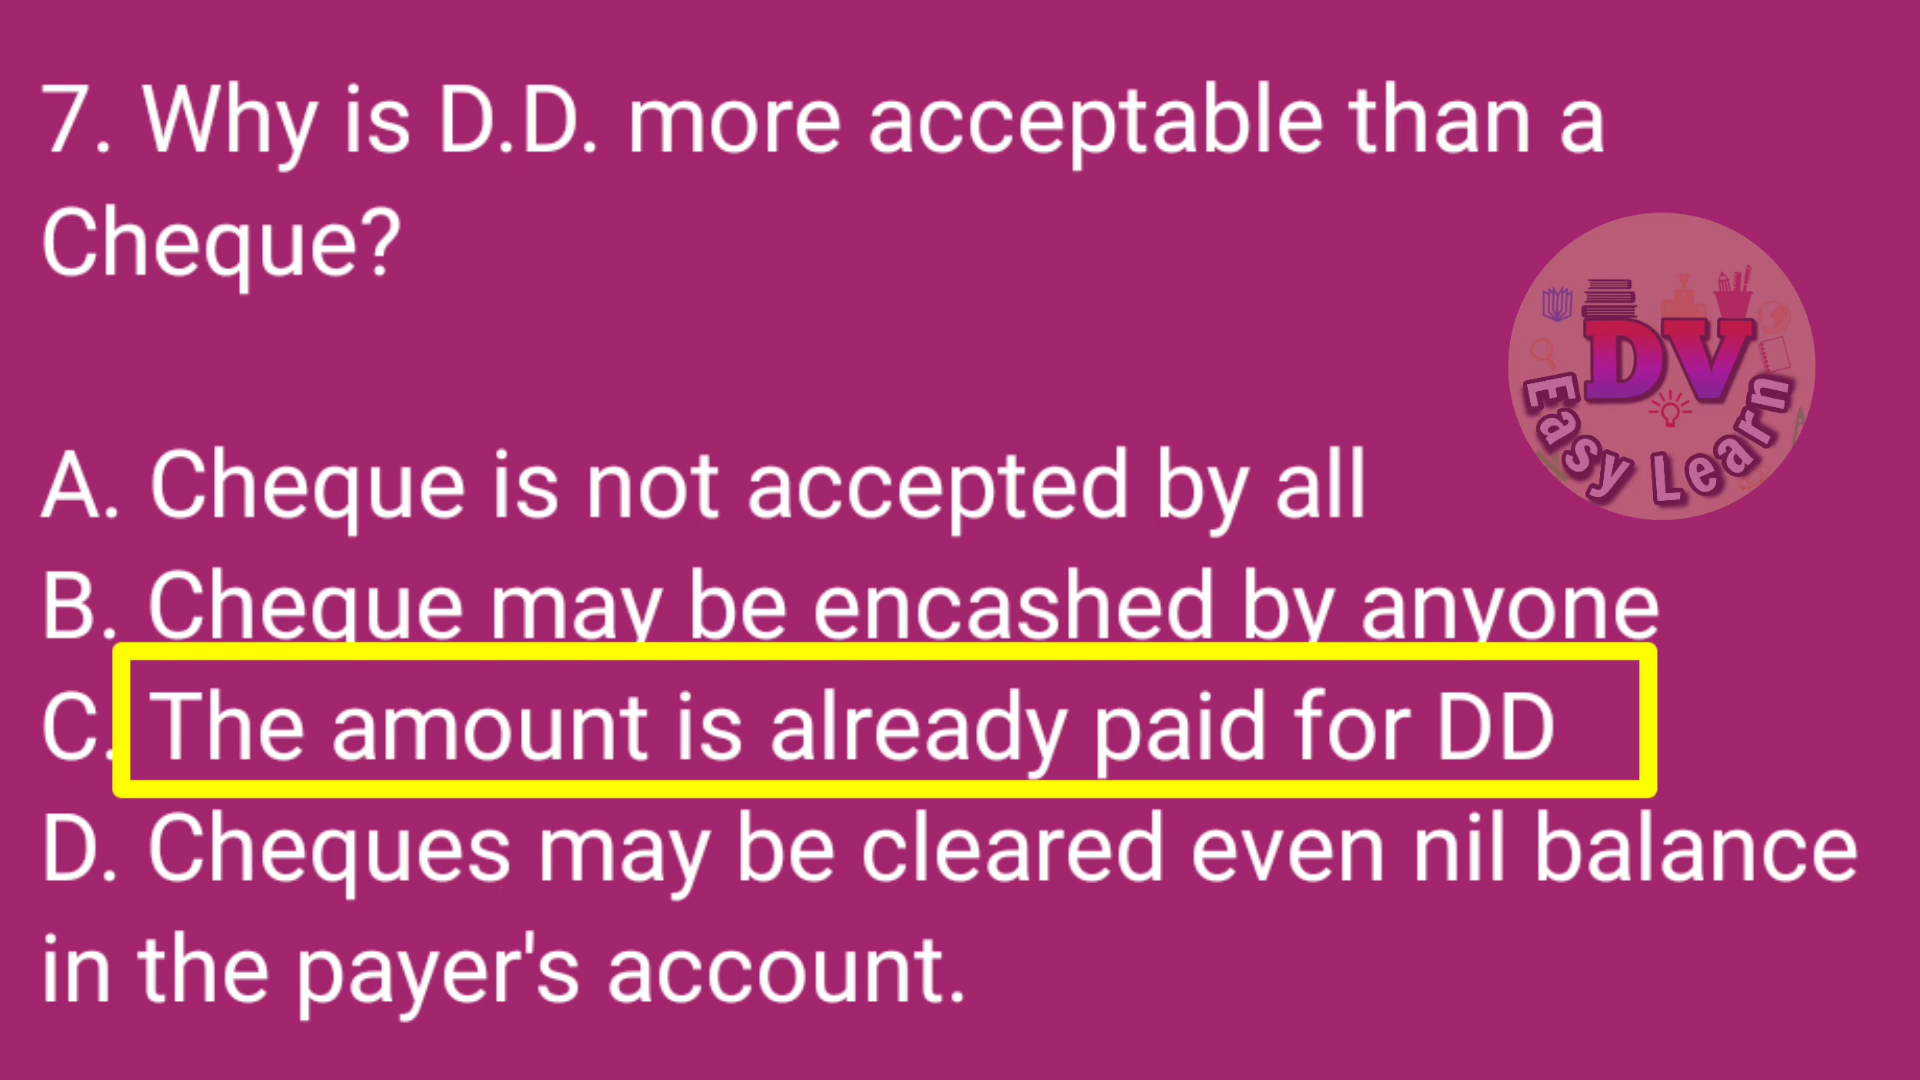 7. Why is D.D. more acceptable than a
Cheque?
DV
Easy Learn
A. Cheque is not accepted by all
B. Cheque may be encashed by anyone
C. The amount is already paid for DD
D. Cheques may be cleared even nil balance
in the payer's account.